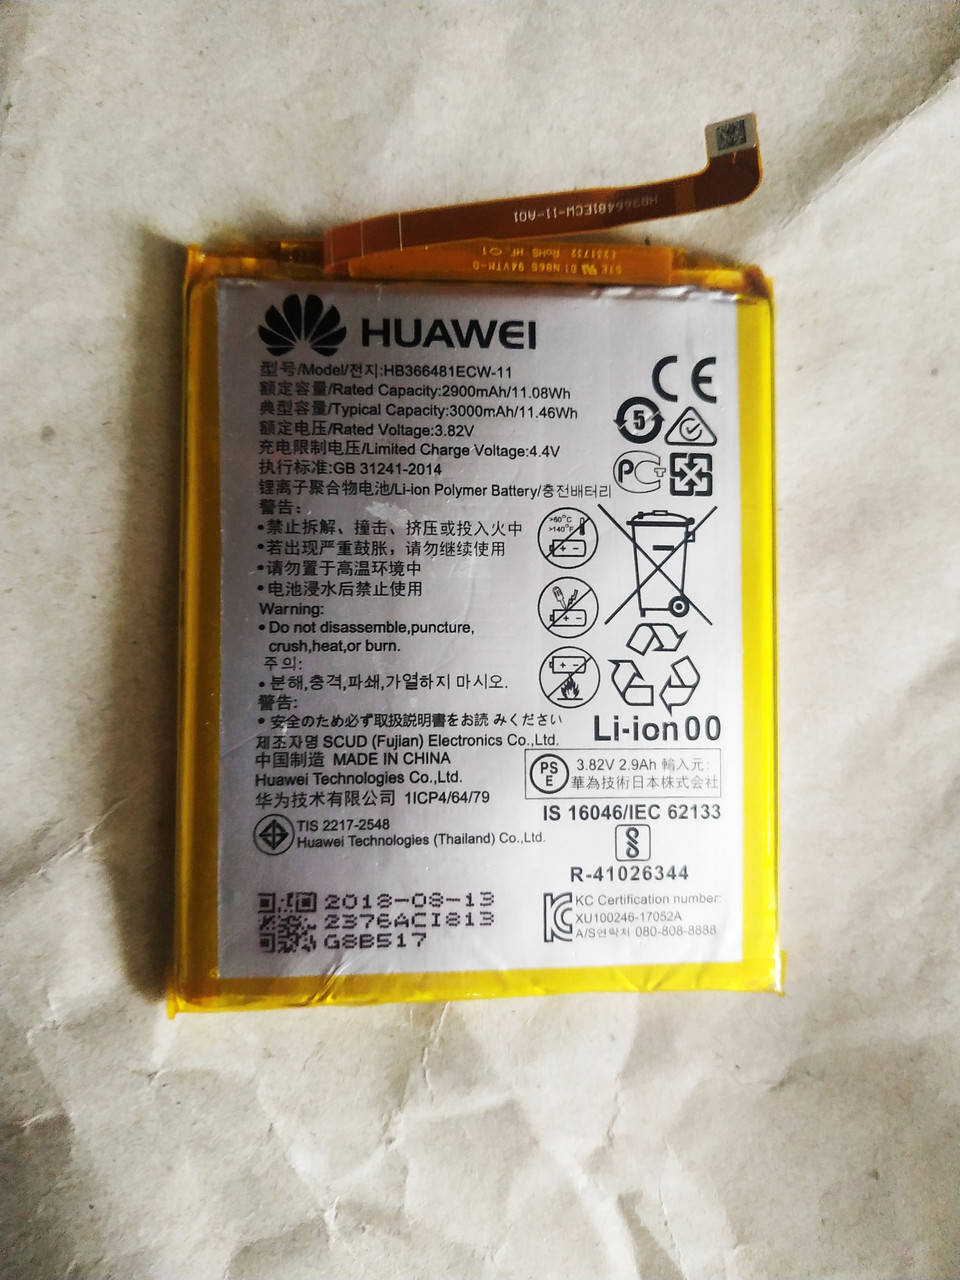 HB366481ECW-11-A01
STE D1 N86S 94VTM-0
E231732 RoHS HF
HUAWEI
型号/Model/전지:HB366481ECW-11
额定容量/Rated Capacity:2900mAh/11.08Wh
典型容量/Typical Capacity:3000mAh/11.46Wh
额定电压/Rated Voltage:3.82V
充电限制电压/Limited Charge Voltage:4.4V
执行标准:GB 31241-2014
锂离子聚合物电池/Li-ion Polymer Battery/충전배터리
CE
5
PCT
警告:
•禁止拆解、撞击、挤压或投入火中
•若出现严重鼓胀，请勿继续使用
•请勿置于高温环境中
•电池浸水后禁止使用
>60°C
>140°F
Warning:
• Do not disassemble,puncture,
crush,heat,or burn.
주의:
• 분해,충격,파쇄,가열하지 마시오.
警告:
• 安全のため必ず取扱説明書をお読 みください
Li-ion00
제조자명 SCUD (Fujian) Electronics Co.,Ltd.
中国制造 MADE IN CHINA
Huawei Technologies Co.,Ltd.
华为技术有限公司 1ICP4/64/79
PS
E
3.82V 2.9Ah 輸入元:
華為技術日本株式会社
TIS 2217-2548
Huawei Technologies (Thailand) Co.,Ltd.
IS 16046/IEC 62133
R-41026344
2018-08-13
2376ACI813
G8B517
KC Certification number:
XU100246-17052A
A/S연락처 080-808-8888